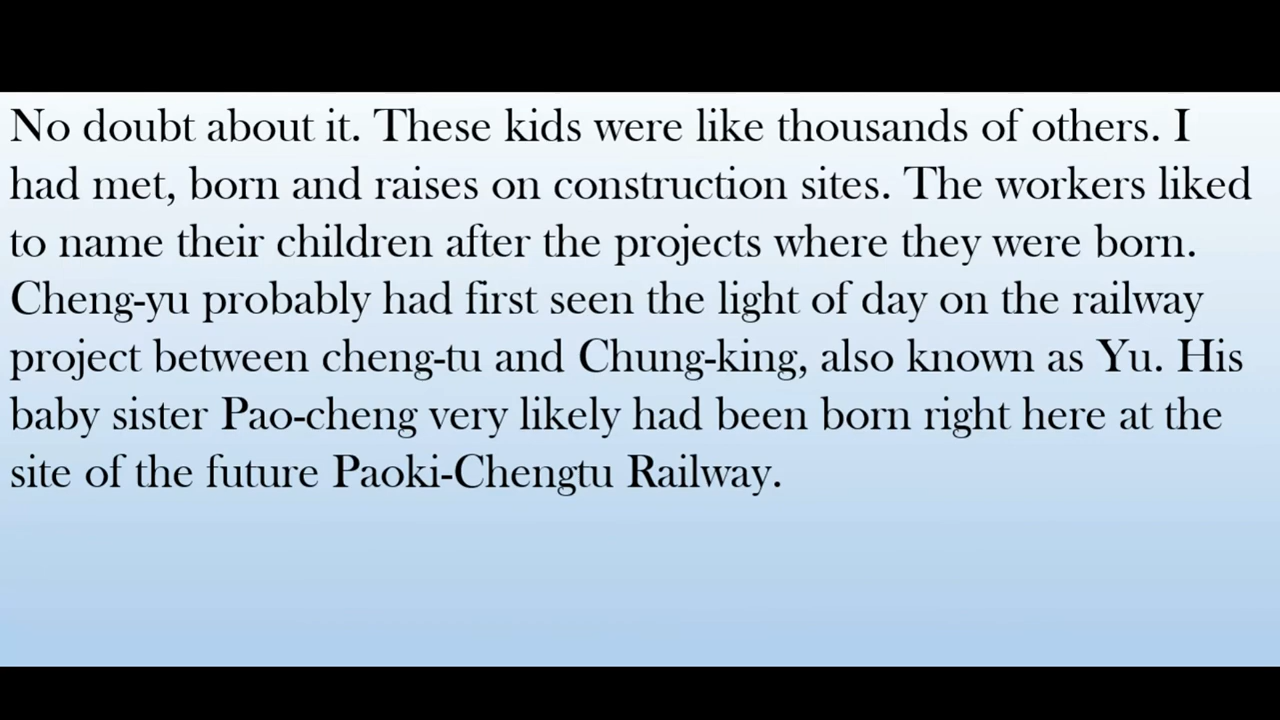 No doubt about it. These kids were like thousands of others. I
had met, born and raises on construction sites. The workers liked
to name their children after the projects where they were born.
Cheng-yu probably had first seen the light of day on the railway
project between cheng-tu and Chung-king, also known as Yu. His
baby sister Pao-cheng very likely had been born right here at the
site of the future Paoki-Chengtu Railway.